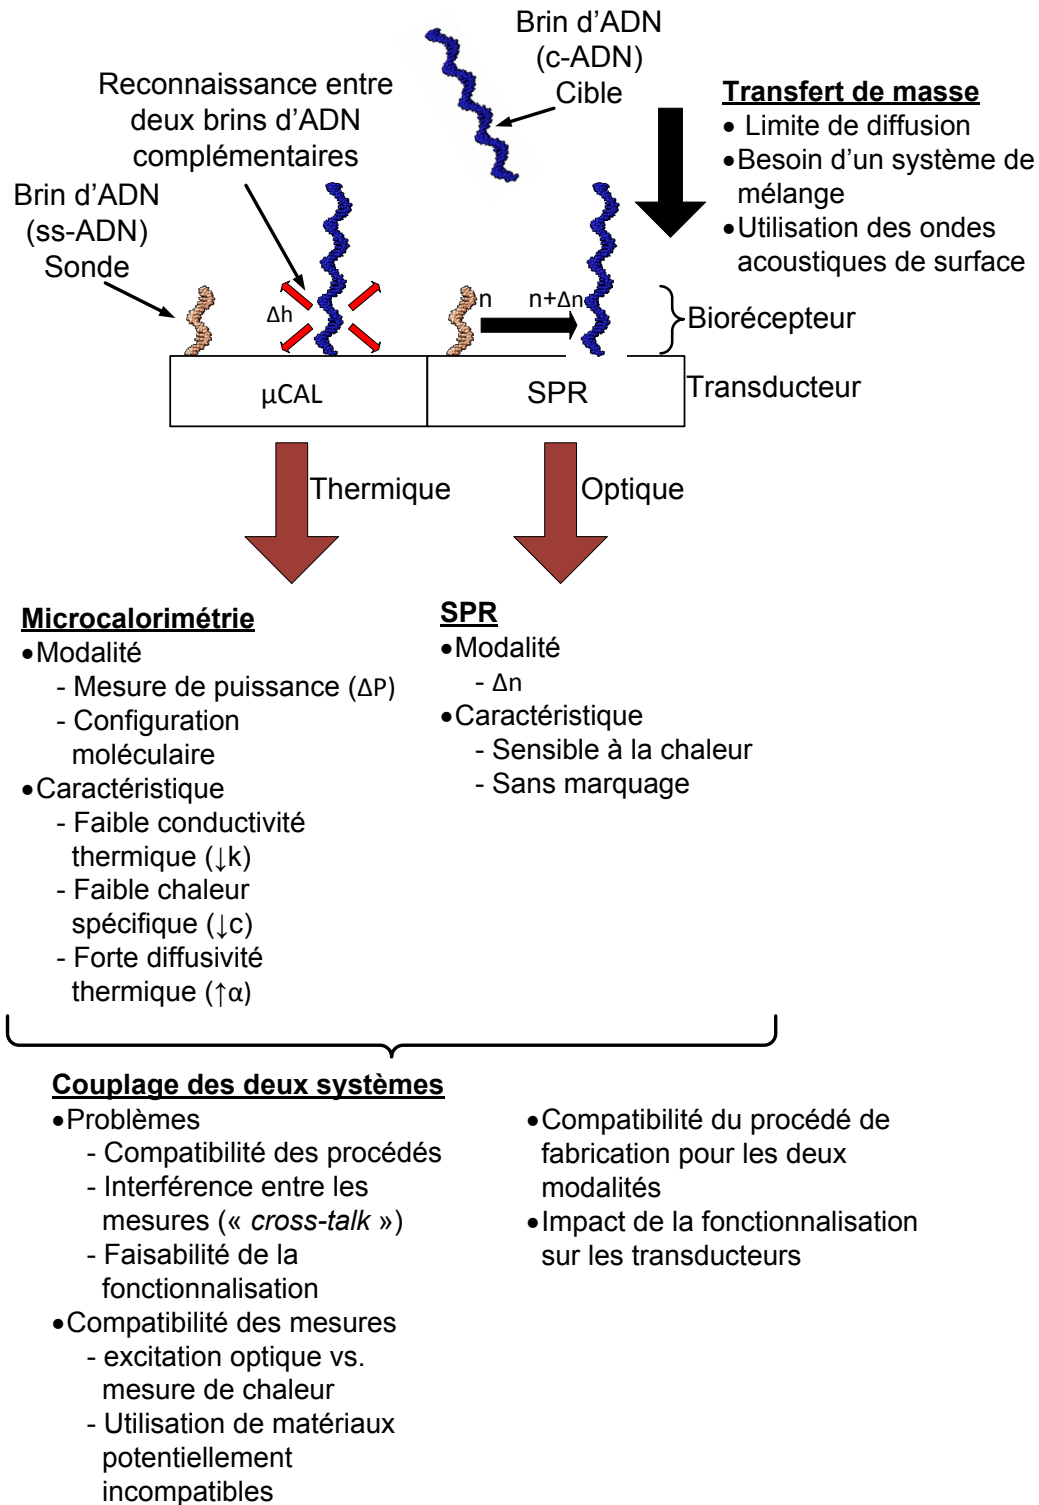 Brin d'ADN
(c-ADN)
Cible
Reconnaissance entre
deux brins d'ADN
complémentaires
Transfert de masse
• Limite de diffusion
•Besoin d'un système de
mélange
•Utilisation des ondes
acoustiques de surface
Brin d'ADN
(ss-ADN)
Sonde
Δh
n
n+Δn
Biorécepteur
µCAL
SPR
Transducteur
Thermique
Optique
Microcalorimétrie
•Modalité
- Mesure de puissance (ΔP)
- Configuration
moléculaire
•Caractéristique
- Faible conductivité
thermique (↓k)
- Faible chaleur
spécifique (↓c)
- Forte diffusivité
thermique (↑α)
SPR
•Modalité
- Δn
•Caractéristique
- Sensible à la chaleur
- Sans marquage
Couplage des deux systèmes
•Problèmes
- Compatibilité des procédés
- Interférence entre les
mesures (« cross-talk »)
- Faisabilité de la
fonctionnalisation
•Compatibilité des mesures
- excitation optique vs.
mesure de chaleur
- Utilisation de matériaux
potentiellement
incompatibles
•Compatibilité du procédé de
fabrication pour les deux
modalités
•Impact de la fonctionnalisation
sur les transducteurs